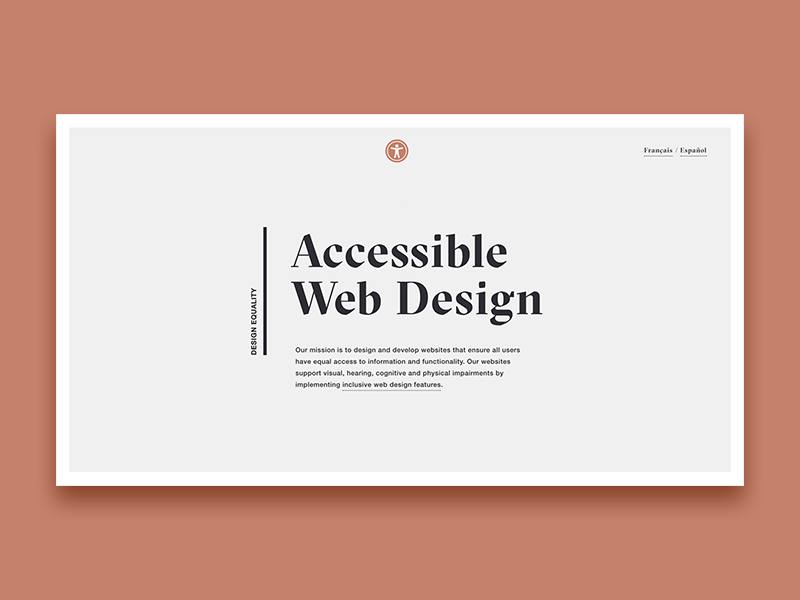 Français / Español
DESIGN EQUALITY
Accessible
Web Design
Our mission is to design and develop websites that ensure all users
have equal access to information and functionality. Our websites
support visual, hearing, cognitive and physical impairments by
implementing inclusive web design features.